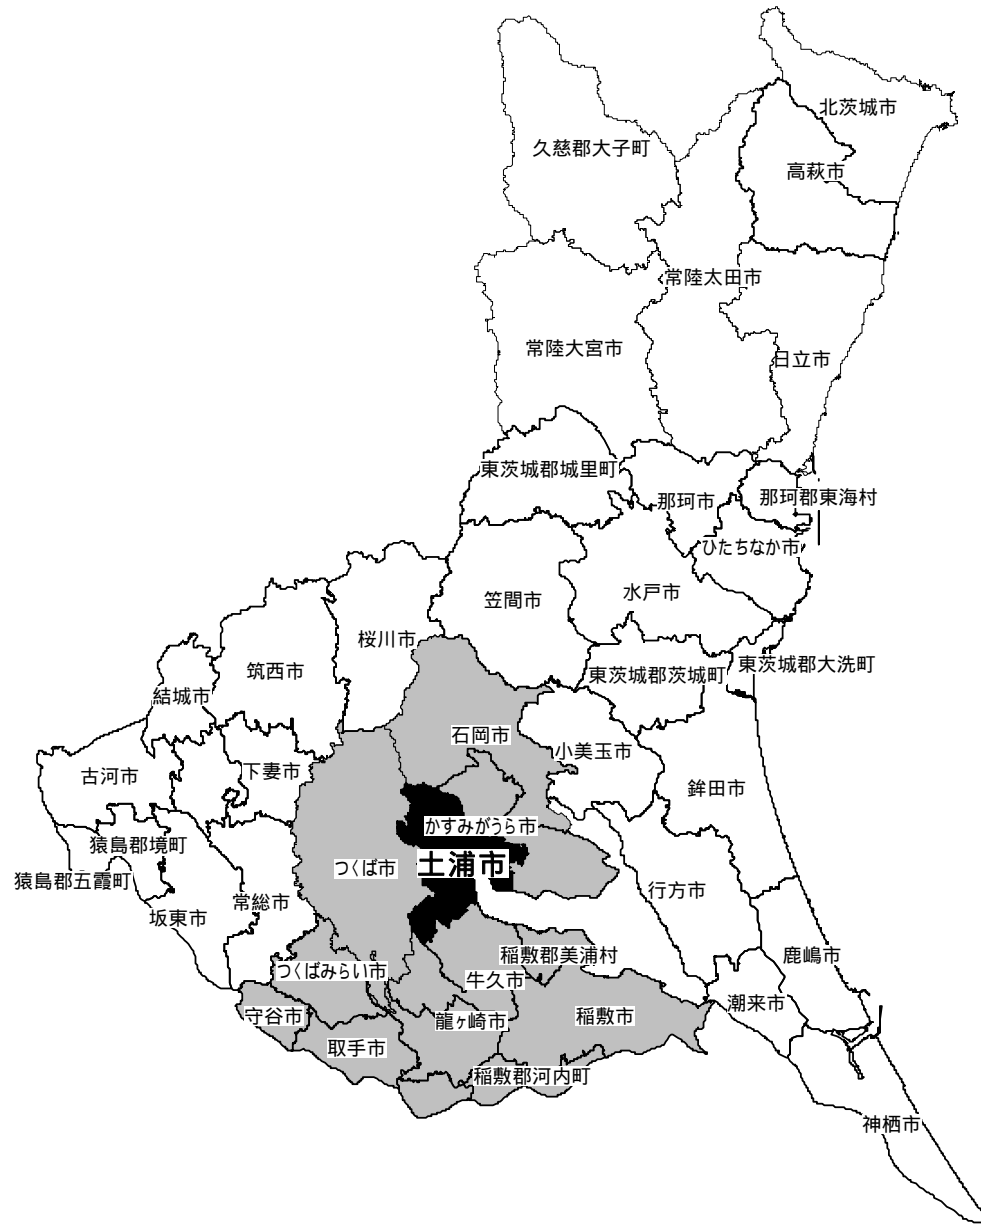 北茨城市
久慈郡大子町
高萩市
常陸太田市
常陸大宮市
日立市
東茨城郡城里町
那珂市
那珂郡東海村
ひたちなか市
笠間市
水戸市
桜川市
筑西市
東茨城郡茨城町
東茨城郡大洗町
結城市
石岡市
小美玉市
古河市
下妻市
鉾田市
かすみがうら市
猿島郡境町
つくば市
土浦市
猿島郡五霞町
行方市
常総市
坂東市
稲敷郡美浦村
鹿嶋市
つくばみらい市
牛久市
潮来市
守谷市
龍ヶ崎市
稲敷市
取手市
稲敷郡河内町
神栖市